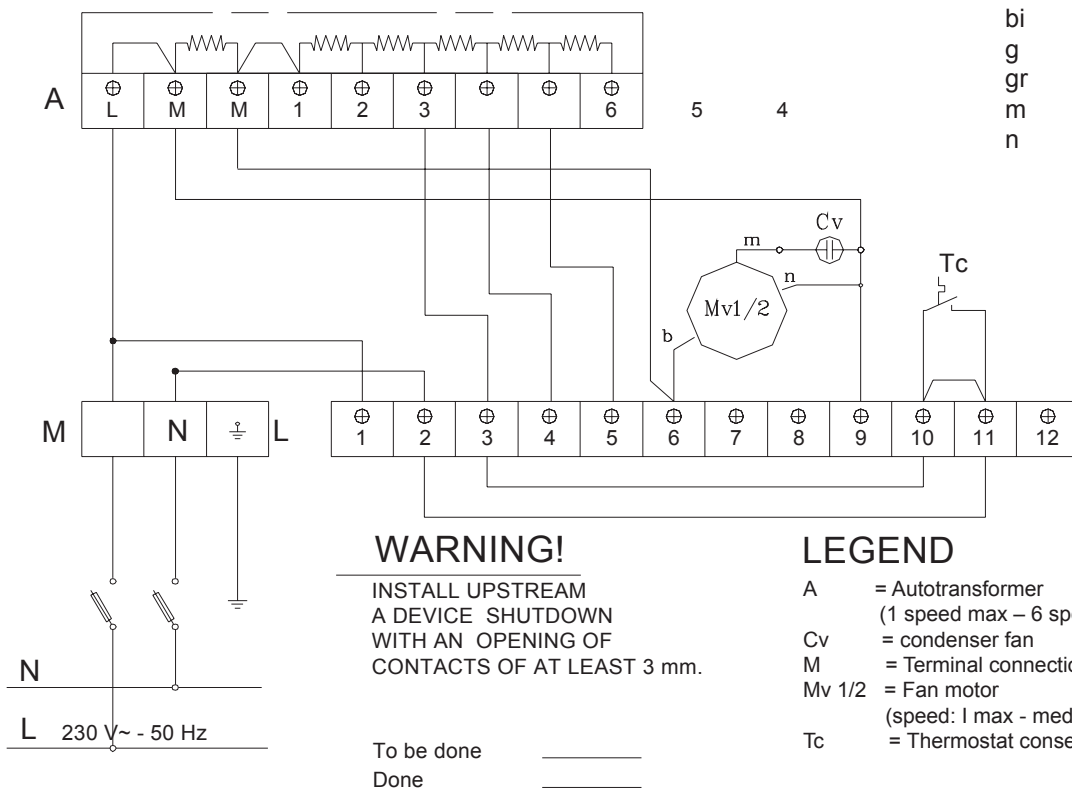 bi
g
gr
m
n
A
L M M 1 2 3 6
5 4
Cv
m
n
Tc
Mv1/2
b
M N L
1 2 3 4 5 6 7 8 9 10 11 12
WARNING!
INSTALL UPSTREAM
A DEVICE SHUTDOWN
WITH AN OPENING OF
CONTACTS OF AT LEAST 3 mm.
LEGEND
A = Autotransformer
(1 speed max – 6 spe
Cv = condenser fan
M = Terminal connectio
Mv 1/2 = Fan motor
(speed: I max - med
Tc = Thermostat conse
N
L 230 V~ - 50 Hz
To be done
Done